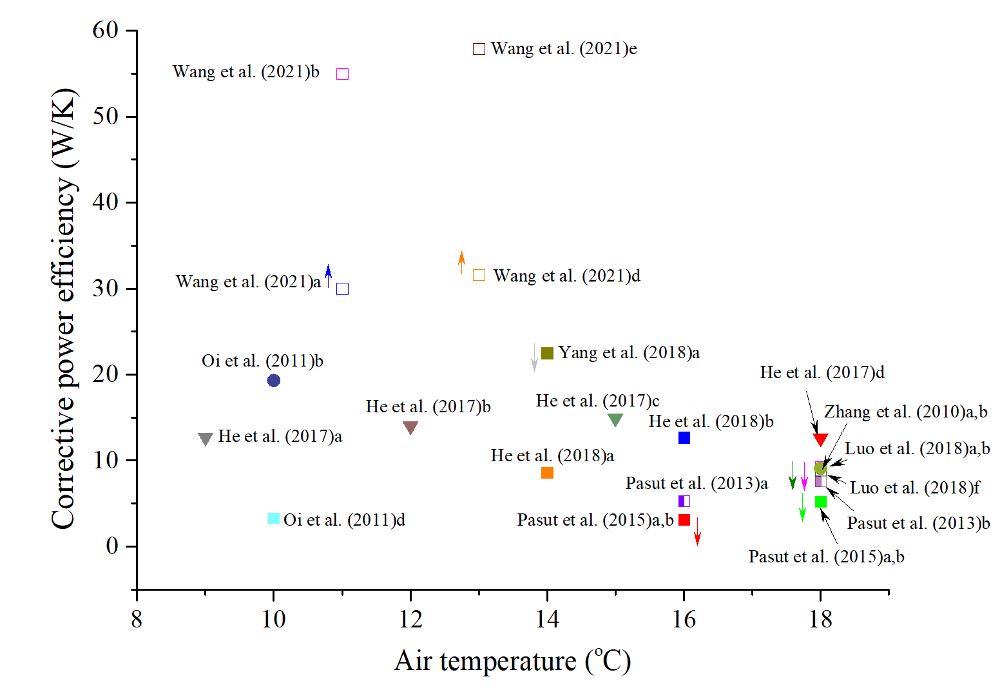 60
Wang et al. (2021)e
Wang et al. (2021)b
50
40
Wang et al. (2021)a
Wang et al. (2021)d
30
Oi et al. (2011)b
Yang et al. (2018)a
He et al. (2017)d
20
He et al. (2017)b
He et al. (2017)c
Zhang et al. (2010)a,b
He et al. (2018)b
He et al. (2017)a
Luo et al. (2018)a,b
10
He et al. (2018)a
Pasut et al. (2013)a
Luo et al. (2018)f
Oi et al. (2011)d
Pasut et al. (2015)a,b
Pasut et al. (2013)b
0
Pasut et al. (2015)a,b
Corrective power efficiency (W/K)
8 10 12 14 16 18
Air temperature (°C)